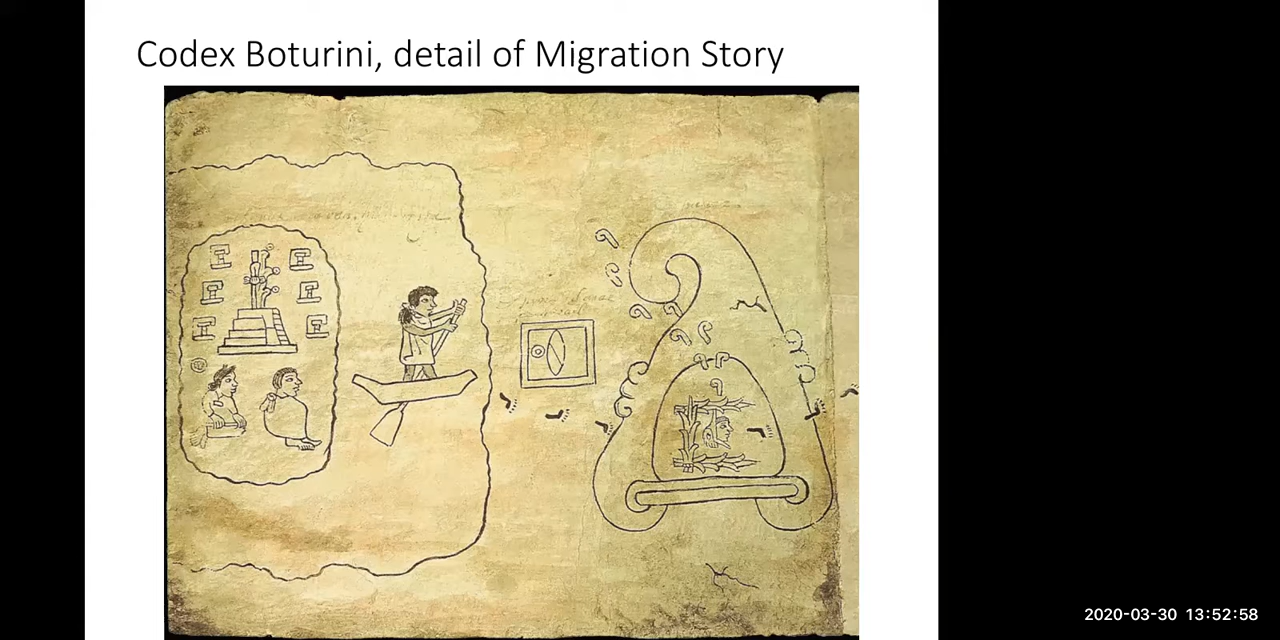 Codex Boturini, detail of Migration Story
2020-03-30 13:52:58